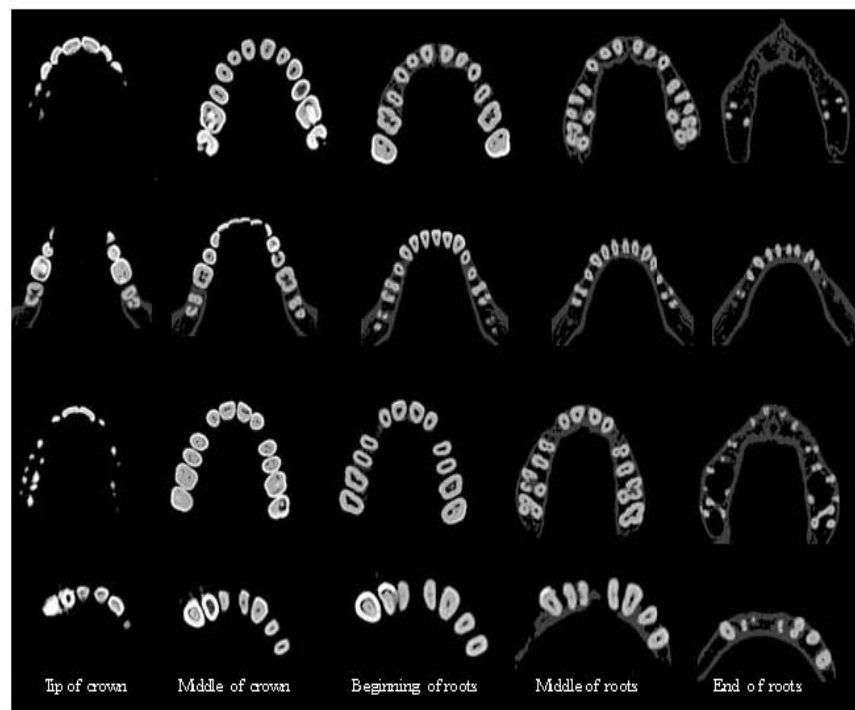 Tip of crown
Middle of crown
Beginning of roots
Middle of roots
End of roots